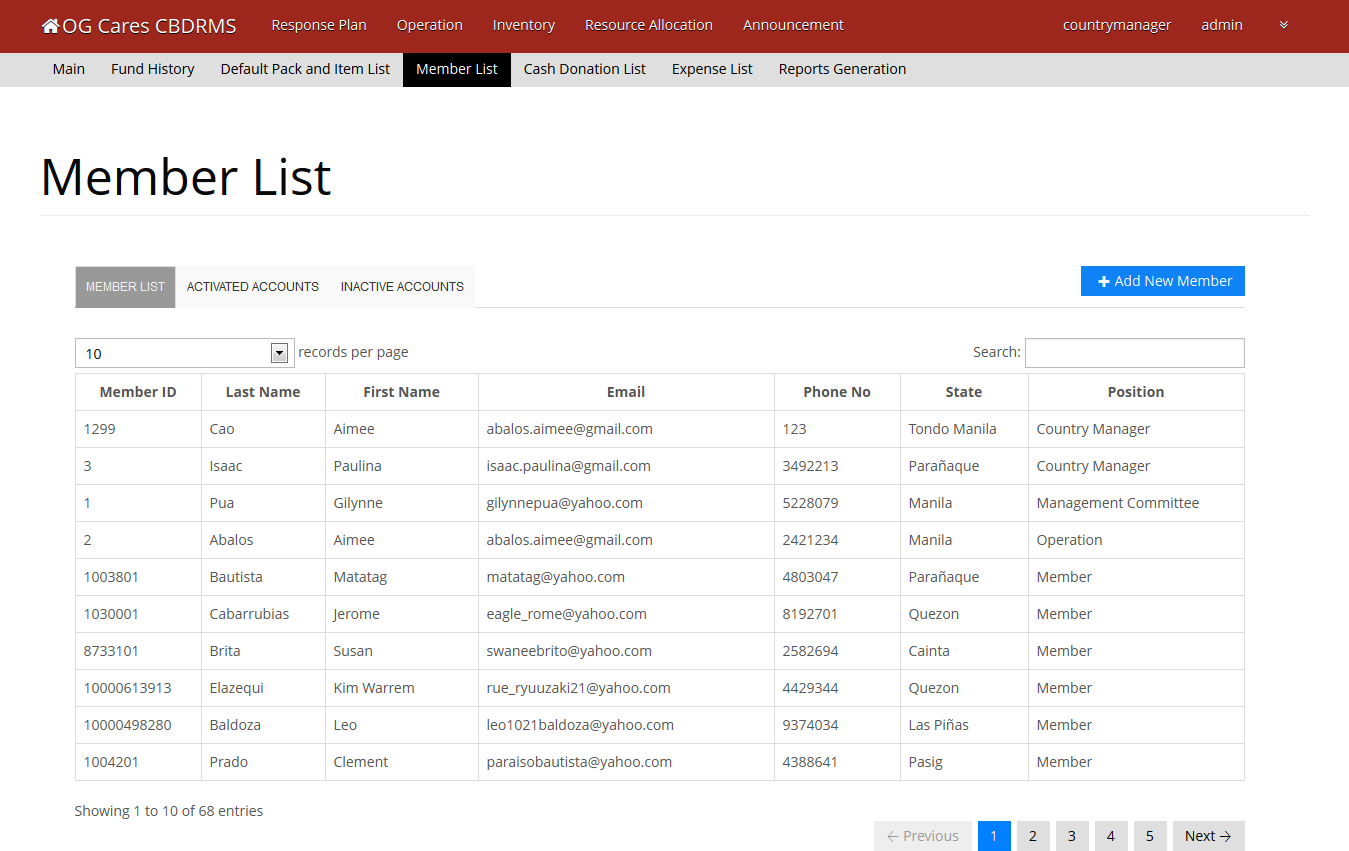 OG Cares CBDRMS Response Plan Operation Inventory Resource Allocation Announcement countrymanager admin
Main Fund History Default Pack and Item List Member List Cash Donation List Expense List Reports Generation
Member List
MEMBER LIST ACTIVATED ACCOUNTS INACTIVE ACCOUNTS + Add New Member
10 records per page Search:
Member ID Last Name First Name Email Phone No State Position
1299 Cao Aimee abalos.aimee@gmail.com 123 Tondo Manila Country Manager
3 Isaac Paulina isaac.paulina@gmail.com 3492213 Parañaque Country Manager
1 Pua Gilynne gilynnepua@yahoo.com 5228079 Manila Management Committee
2 Abalos Aimee abalos.aimee@gmail.com 2421234 Manila Operation
1003801 Bautista Matatag matatag@yahoo.com 4803047 Parañaque Member
1030001 Cabarrubias Jerome eagle_rome@yahoo.com 8192701 Quezon Member
8733101 Brita Susan swaneebrito@yahoo.com 2582694 Cainta Member
10000613913 Elazequi Kim Warrem rue_ryuuzaki21@yahoo.com 4429344 Quezon Member
10000498280 Baldoza Leo leo1021baldoza@yahoo.com 9374034 Las Piñas Member
1004201 Prado Clement paraisobautista@yahoo.com 4388641 Pasig Member
Showing 1 to 10 of 68 entries
← Previous 1 2 3 4 5 Next →